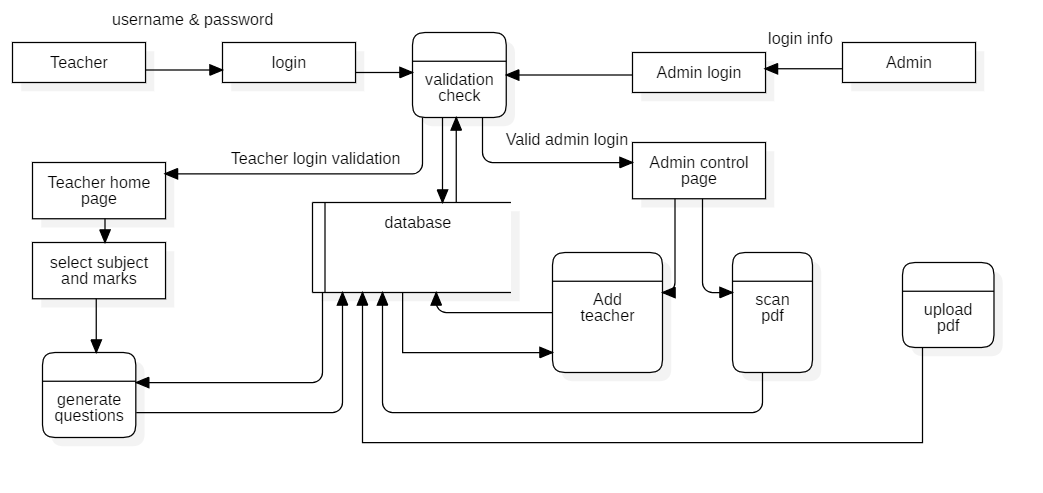 username & password
login info
Teacher
login
validation
check
Admin login
Admin
Teacher login validation
Valid admin login
Teacher home
page
Admin control
page
database
select subject
and marks
Add
teacher
scan
pdf
upload
pdf
generate
questions